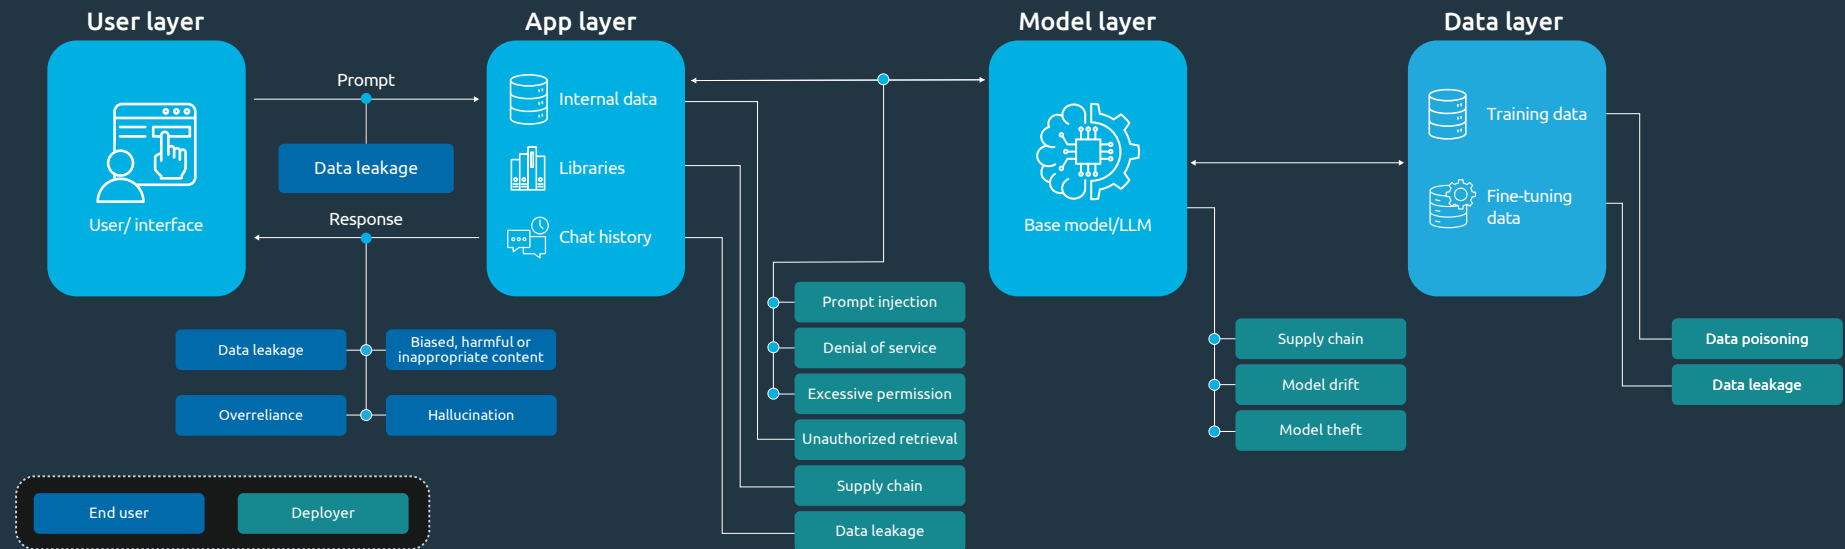 User layer
App layer
Model layer
Data layer
Prompt
Data leakage
Response
User/ interface
Internal data
Libraries
Chat history
Base model/LLM
Training data
Fine-tuning
data
Data leakage
Biased, harmful or
inappropriate content
Overreliance
Hallucination
Prompt injection
Denial of service
Excessive permission
Unauthorized retrieval
Supply chain
Data leakage
Supply chain
Model drift
Model theft
Data poisoning
Data leakage
End user
Deployer